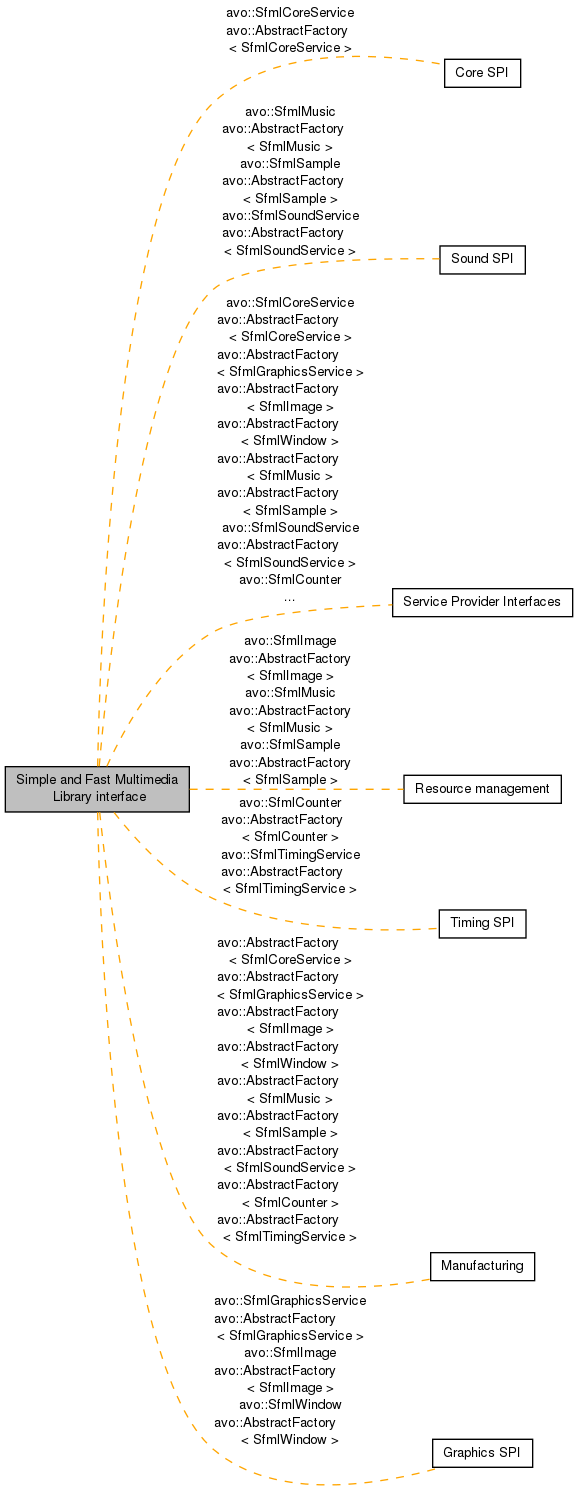 avo::SfmlCoreService
avo::AbstractFactory
< SfmlCoreService >
Core SPI
avo::SfmlMusic
avo::AbstractFactory
< SfmlMusic >
avo::SfmlSample
avo::AbstractFactory
< SfmlSample >
avo::SfmlSoundService
avo::AbstractFactory
< SfmlSoundService >
Sound SPI
avo::SfmlCoreService
avo::AbstractFactory
< SfmlCoreService >
avo::AbstractFactory
< SfmlGraphicsService >
avo::AbstractFactory
< SfmlImage >
avo::AbstractFactory
< SfmlWindow >
avo::AbstractFactory
< SfmlMusic >
avo::AbstractFactory
< SfmlSample >
avo::SfmlSoundService
avo::AbstractFactory
< SfmlSoundService >
avo::SfmlCounter
...
Service Provider Interfaces
avo::SfmlImage
avo::AbstractFactory
< SfmlImage >
avo::SfmlMusic
avo::AbstractFactory
< SfmlMusic >
avo::SfmlSample
avo::AbstractFactory
< SfmlSample >
Simple and Fast Multimedia
Library interface
Resource management
avo::SfmlCounter
avo::AbstractFactory
< SfmlCounter >
avo::SfmlTimingService
avo::AbstractFactory
< SfmlTimingService >
Timing SPI
avo::AbstractFactory
< SfmlCoreService >
avo::AbstractFactory
< SfmlGraphicsService >
avo::AbstractFactory
< SfmlImage >
avo::AbstractFactory
< SfmlWindow >
avo::AbstractFactory
< SfmlMusic >
avo::AbstractFactory
< SfmlSample >
avo::AbstractFactory
< SfmlSoundService >
avo::AbstractFactory
< SfmlCounter >
avo::AbstractFactory
< SfmlTimingService >
Manufacturing
avo::SfmlGraphicsService
avo::AbstractFactory
< SfmlGraphicsService >
avo::SfmlImage
avo::AbstractFactory
< SfmlImage >
avo::SfmlWindow
avo::AbstractFactory
< SfmlWindow >
Graphics SPI